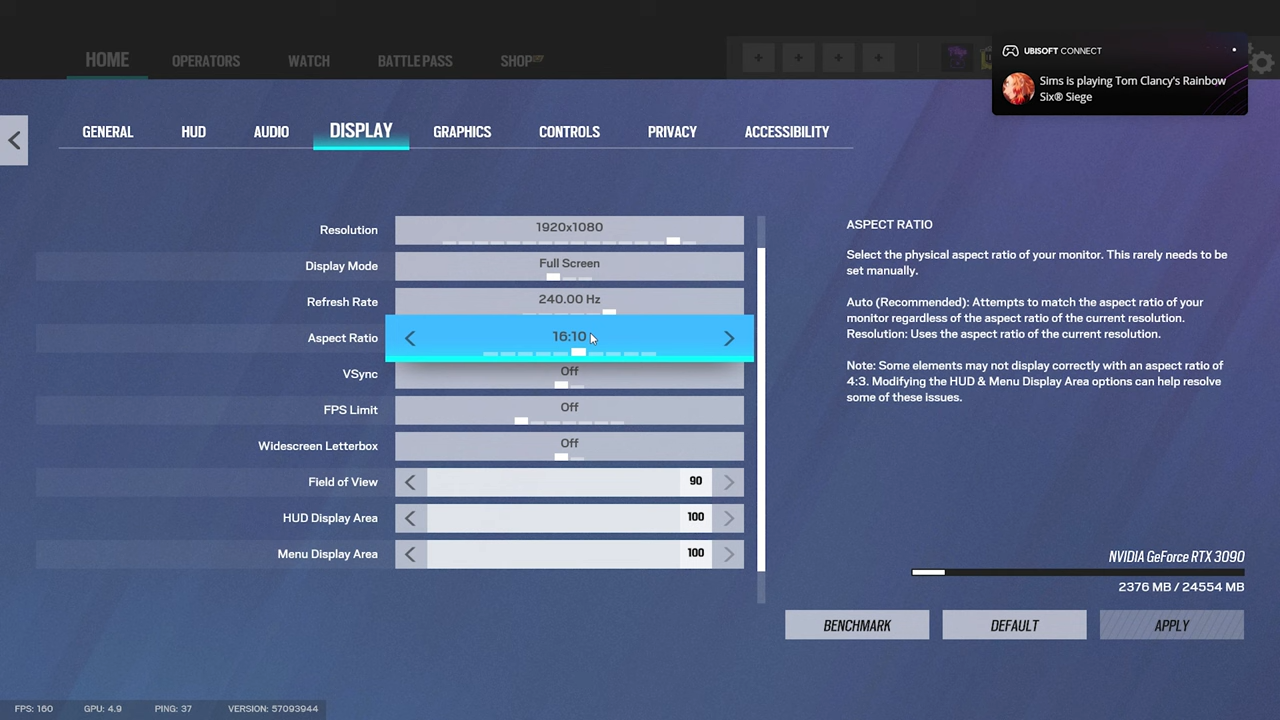 HOME
OPERATORS
WATCH
BATTLE PASS
SHOP
UBISOFT CONNECT
Sims is playing Tom Clancy's Rainbow
Six® Siege
GENERAL
HUD
AUDIO
DISPLAY
GRAPHICS
CONTROLS
PRIVACY
ACCESSIBILITY
Resolution
1920x1080
Display Mode
Full Screen
Refresh Rate
240.00 Hz
Aspect Ratio
16:10
VSync
Off
FPS Limit
Off
Widescreen Letterbox
Off
Field of View
90
HUD Display Area
100
Menu Display Area
100
ASPECT RATIO
Select the physical aspect ratio of your monitor. This rarely needs to be
set manually.
Auto (Recommended): Attempts to match the aspect ratio of your
monitor regardless of the aspect ratio of the current resolution.
Resolution: Uses the aspect ratio of the current resolution.
Note: Some elements may not display correctly with an aspect ratio of
4:3. Modifying the HUD & Menu Display Area options can help resolve
some of these issues.
NVIDIA GeForce RTX 3090
2376 MB / 24554 MB
BENCHMARK
DEFAULT
APPLY
FPS: 160
GPU: 4.9
PING: 37
VERSION: 57093944